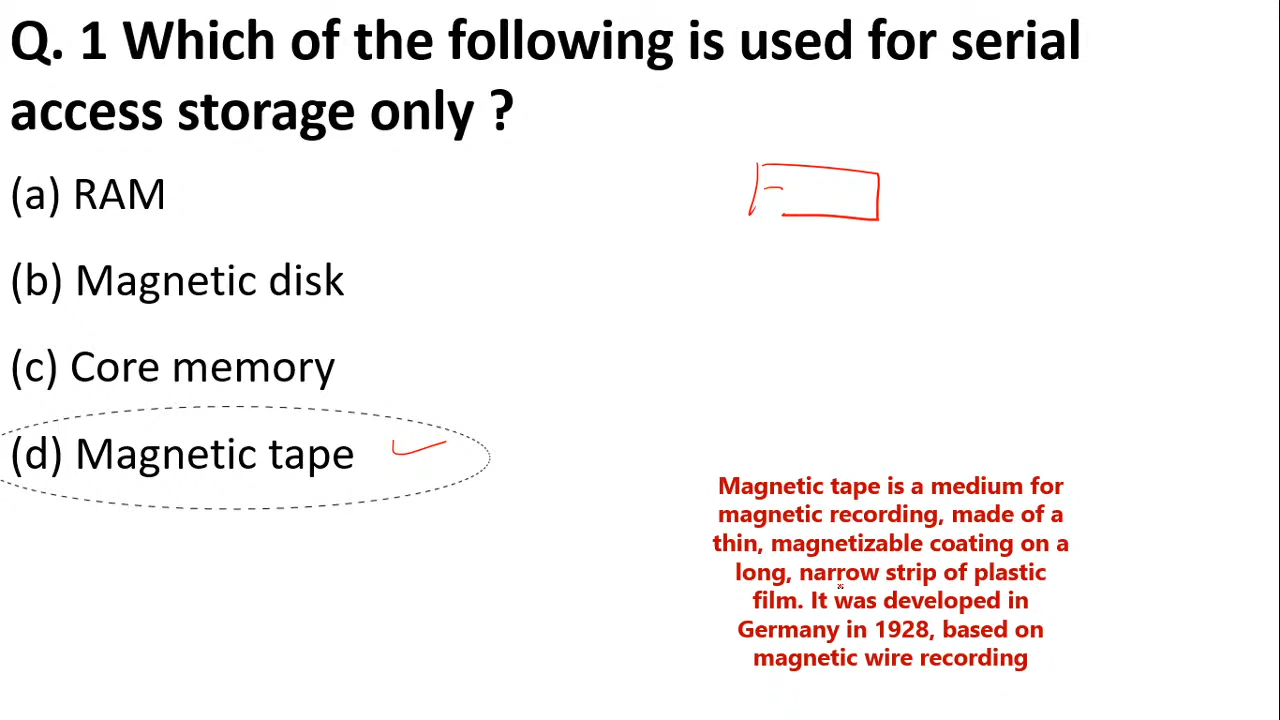 Q. 1 Which of the following is used for serial
access storage only ?
(a) RAM
(b) Magnetic disk
(c) Core memory
(d) Magnetic tape
Magnetic tape is a medium for
magnetic recording, made of a
thin, magnetizable coating on a
long, narrow strip of plastic
film. It was developed in
Germany in 1928, based on
magnetic wire recording